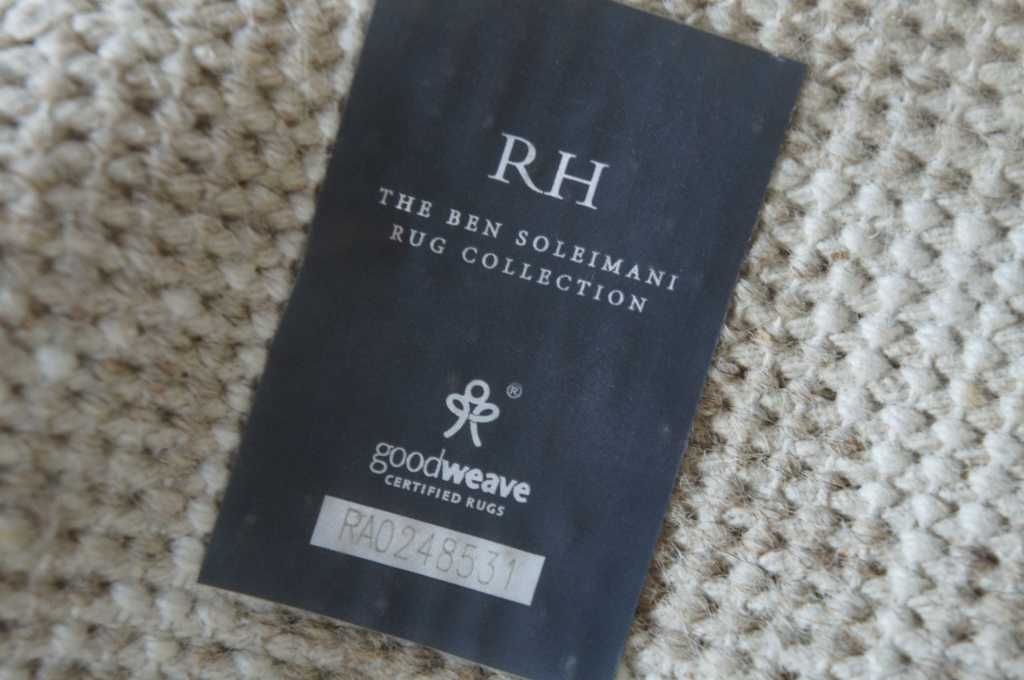 RH
THE BEN SOLEIMANI
RUG COLLECTION
®
goodweave
CERTIFIED RUGS
RA0248531